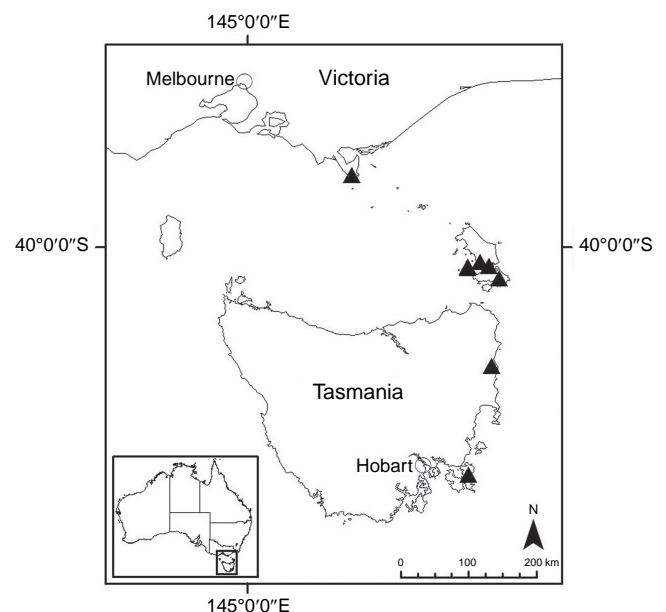 145°0′0″E
Melbourne
Victoria
40°0′0″S
40°0′0″S
Tasmania
Hobart
N
0 100 200 km
145°0′0″E